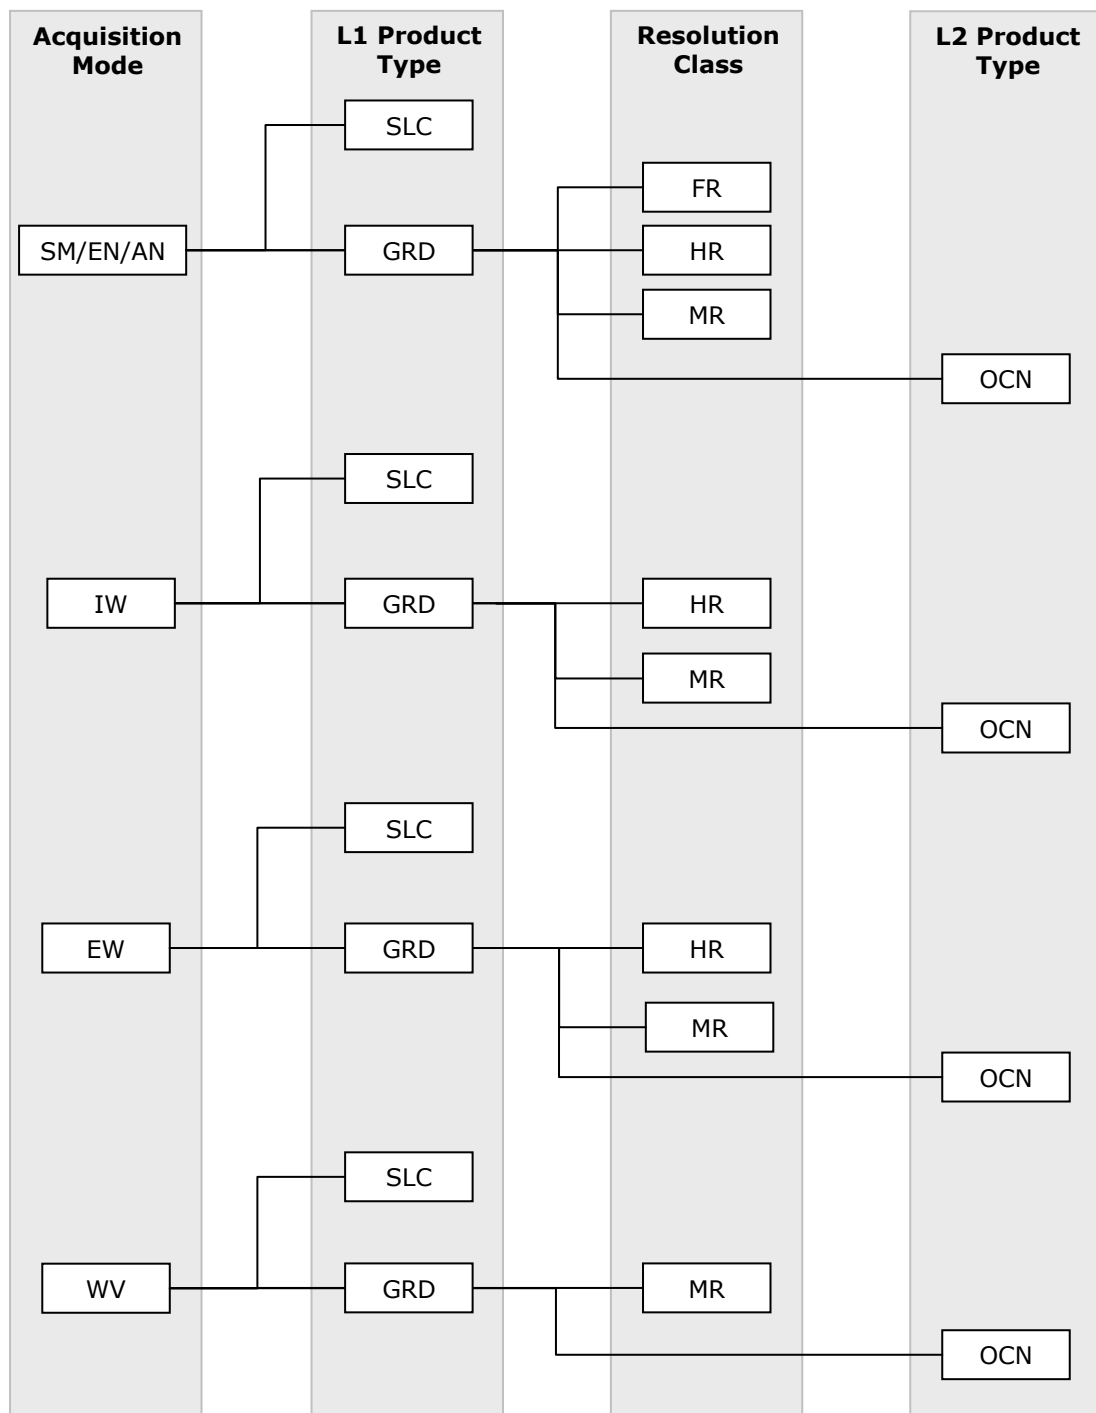 Acquisition
Mode
L1 Product
Type
Resolution
Class
L2 Product
Type
SLC
FR
SM/EN/AN
GRD
HR
MR
OCN
SLC
IW
GRD
HR
MR
OCN
SLC
EW
GRD
HR
MR
OCN
SLC
WV
GRD
MR
OCN